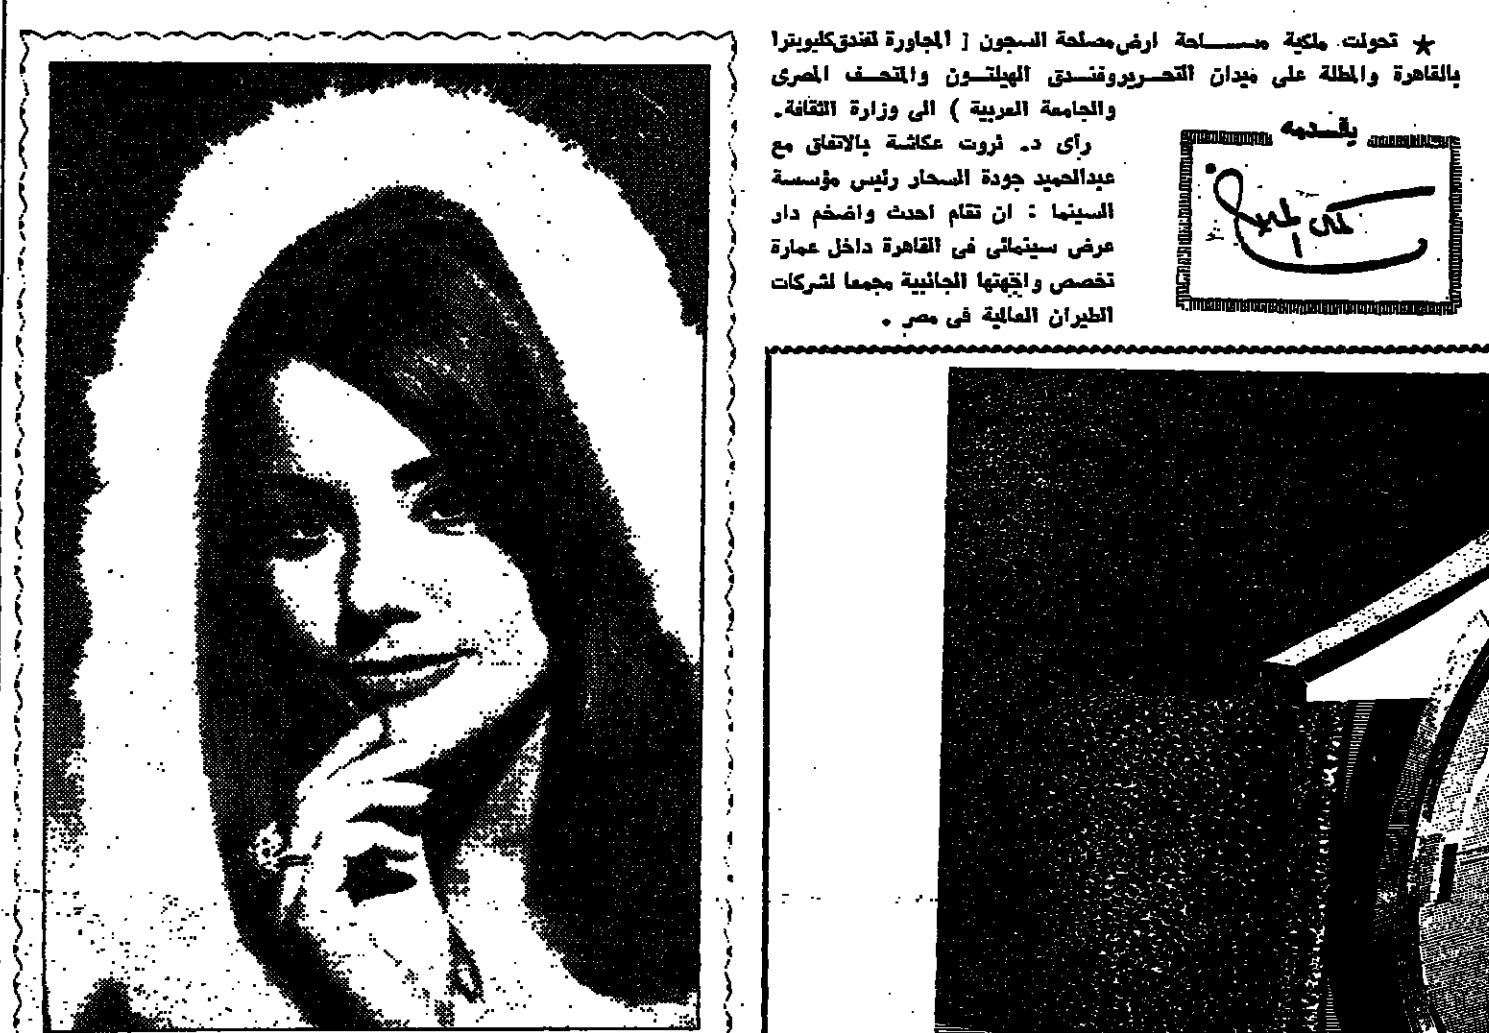 ★ تحولت ملكية مســاحة ارض مصلحة السجون [ المجاورة لفندق كليوبترا
بالقاهرة والمطلة على ميدان التحــرير وفنــدق الهيلتــون والمتحــف المصرى
والجامعة العربية ) الى وزارة الثقافة.
رأى د. ثروت عكاشة بالاتفاق مع
عبدالحميد جودة السحار رئيس مؤسسة
السينما : ان تقام احدث واضخم دار
عرض سينمائى فى القاهرة داخل عمارة
تخصص واجهتها الجانبية مجمعا لشركات
الطيران العالية فى مصر .
يقــدمه